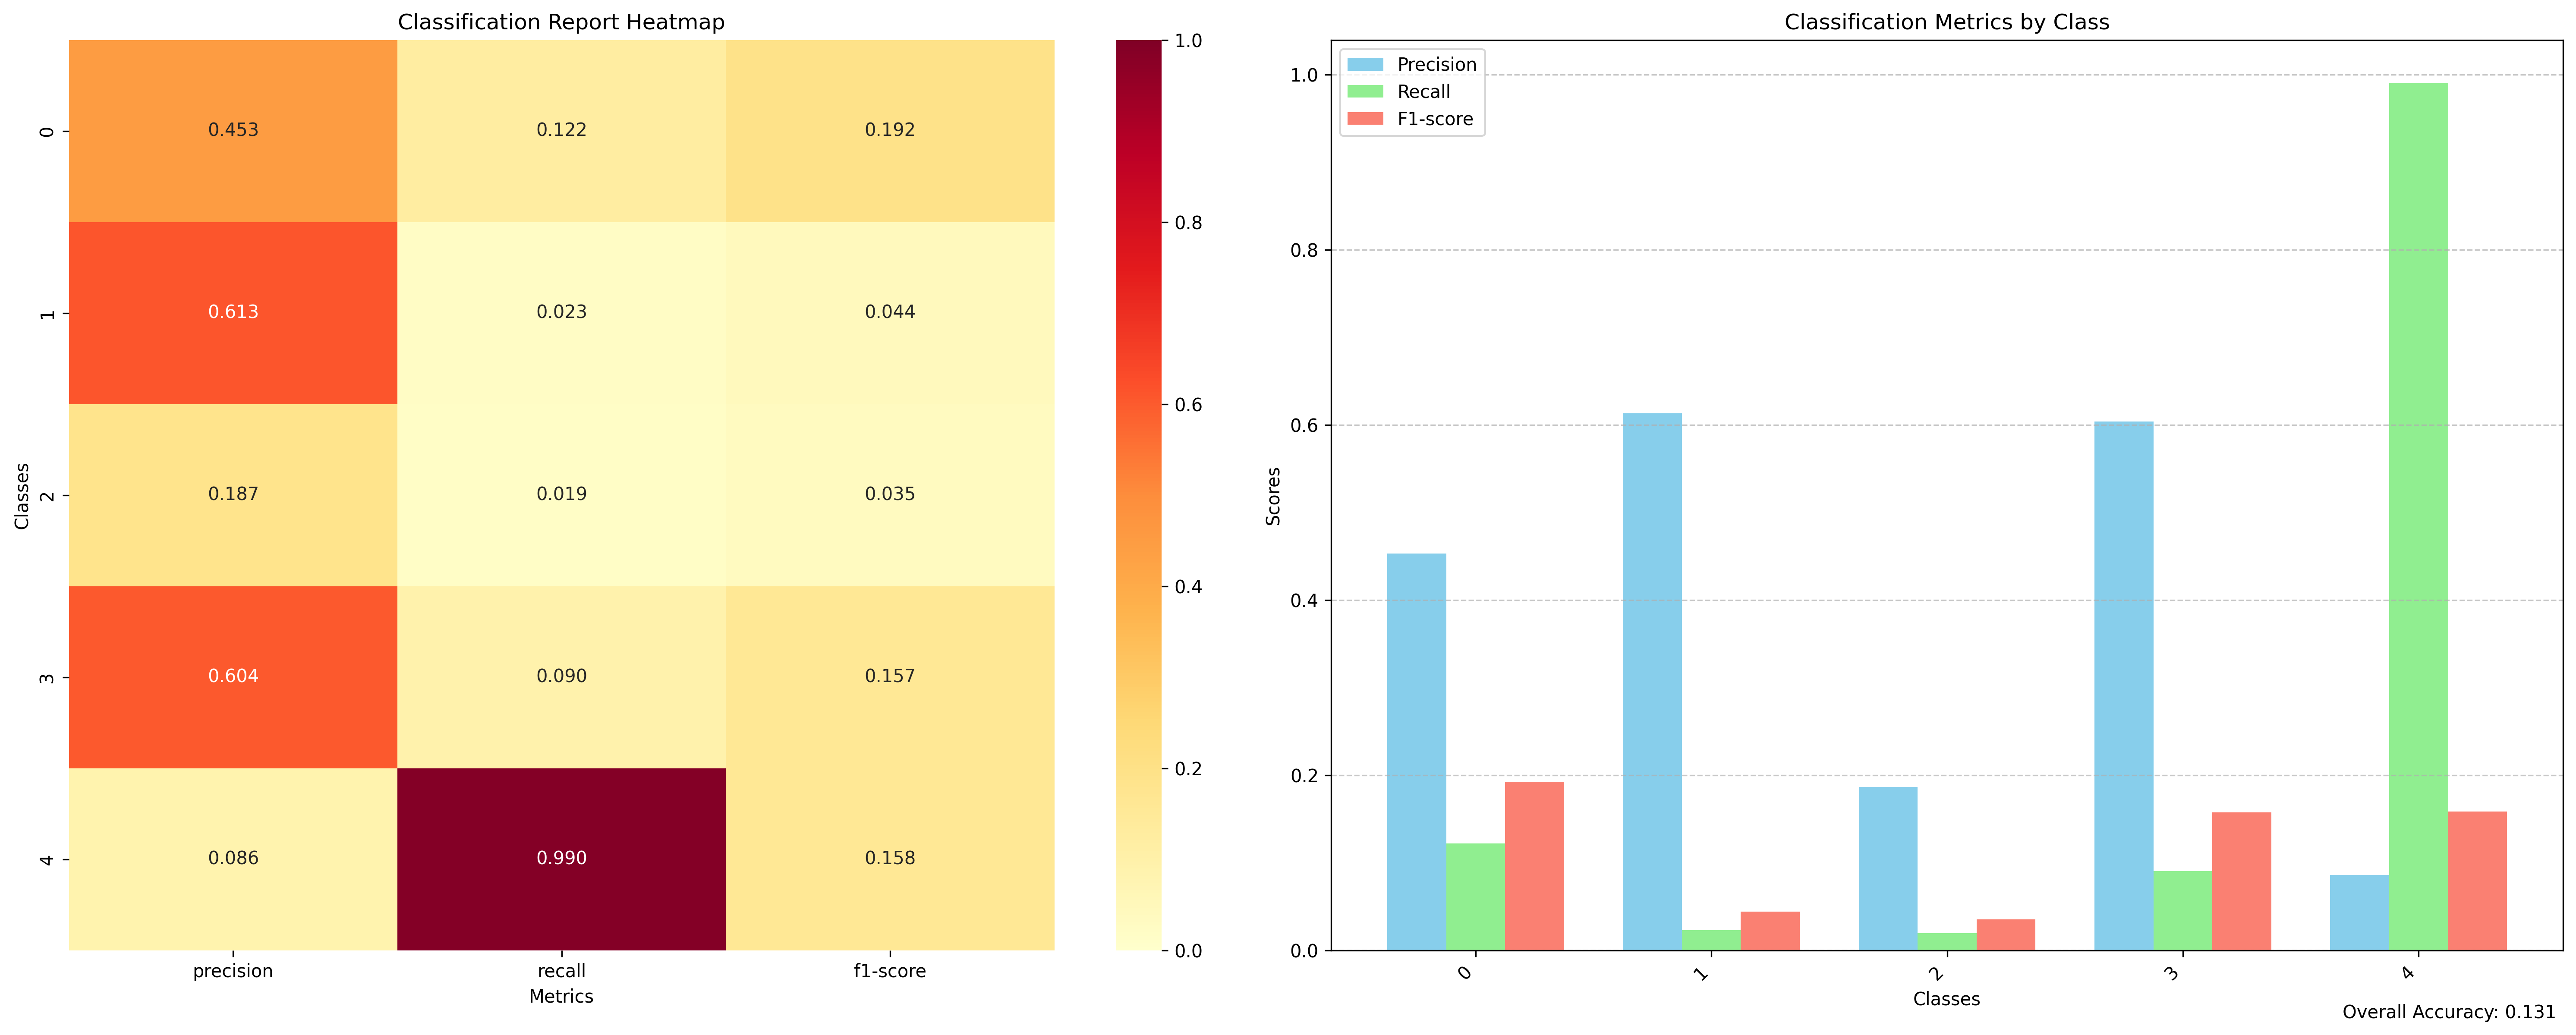 Classification Report Heatmap
Classes
0
0.453
0.122
0.192
1
0.613
0.023
0.044
2
0.187
0.019
0.035
3
0.604
0.090
0.157
4
0.086
0.990
0.158
precision
recall
f1-score
Metrics
1.0
0.8
0.6
0.4
0.2
0.0
Classification Metrics by Class
Precision
Recall
F1-score
Scores
1.0
0.8
0.6
0.4
0.2
0.0
0
1
2
3
4
Classes
Overall Accuracy: 0.131